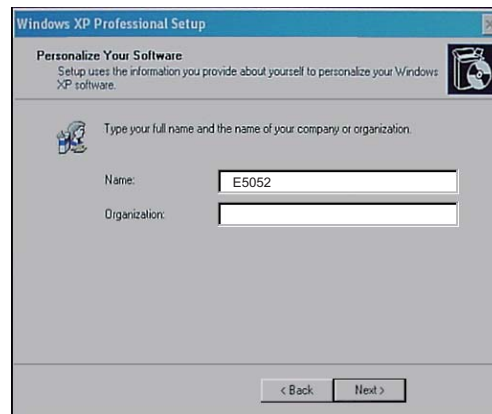 Windows XP Professional Setup
Personalize Your Software
Setup uses the information you provide about yourself to personalize your Windows
XP software.
Type your full name and the name of your company or organization.
Name:
E5052
Organization:
< Back
Next >